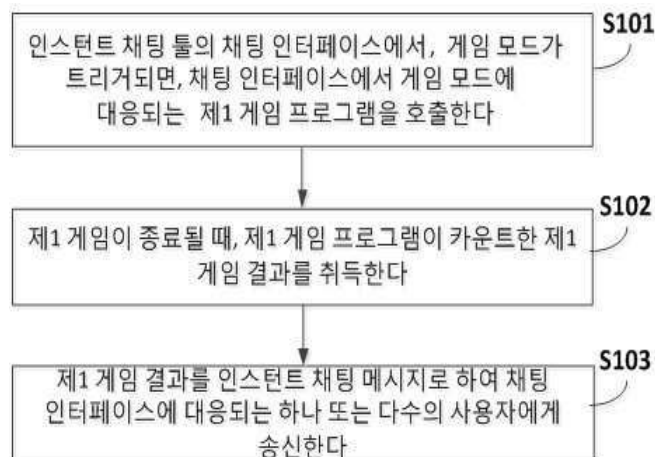 S101
인스턴트 채팅 툴의 채팅 인터페이스에서, 게임 모드가
트리거되면, 채팅 인터페이스에서 게임 모드에
대응되는 제1 게임 프로그램을 호출한다
S102
제1 게임이 종료될 때, 제1 게임 프로그램이 카운트한 제1
게임 결과를 취득한다
S103
제1 게임 결과를 인스턴트 채팅 메시지로 하여 채팅
인터페이스에 대응되는 하나 또는 다수의 사용자에게
송신한다